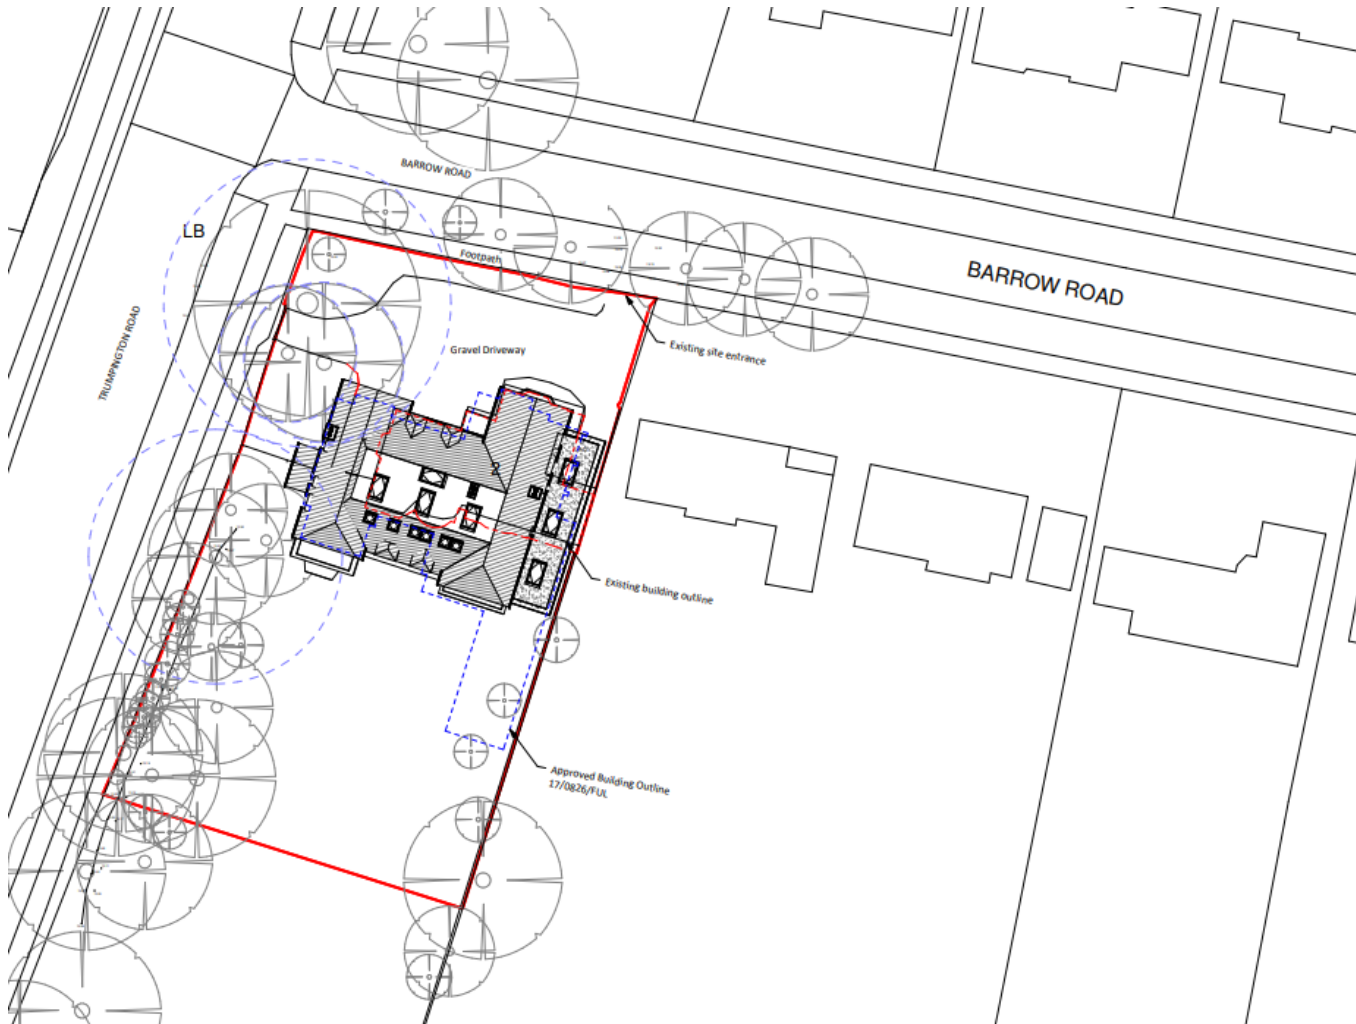 BARROW ROAD
LB
Footpath
BARROW ROAD
TRUMPINGTON ROAD
Gravel Driveway
Existing site entrance
2
Existing building outline
Approved Building Outline
17/0826/FUL